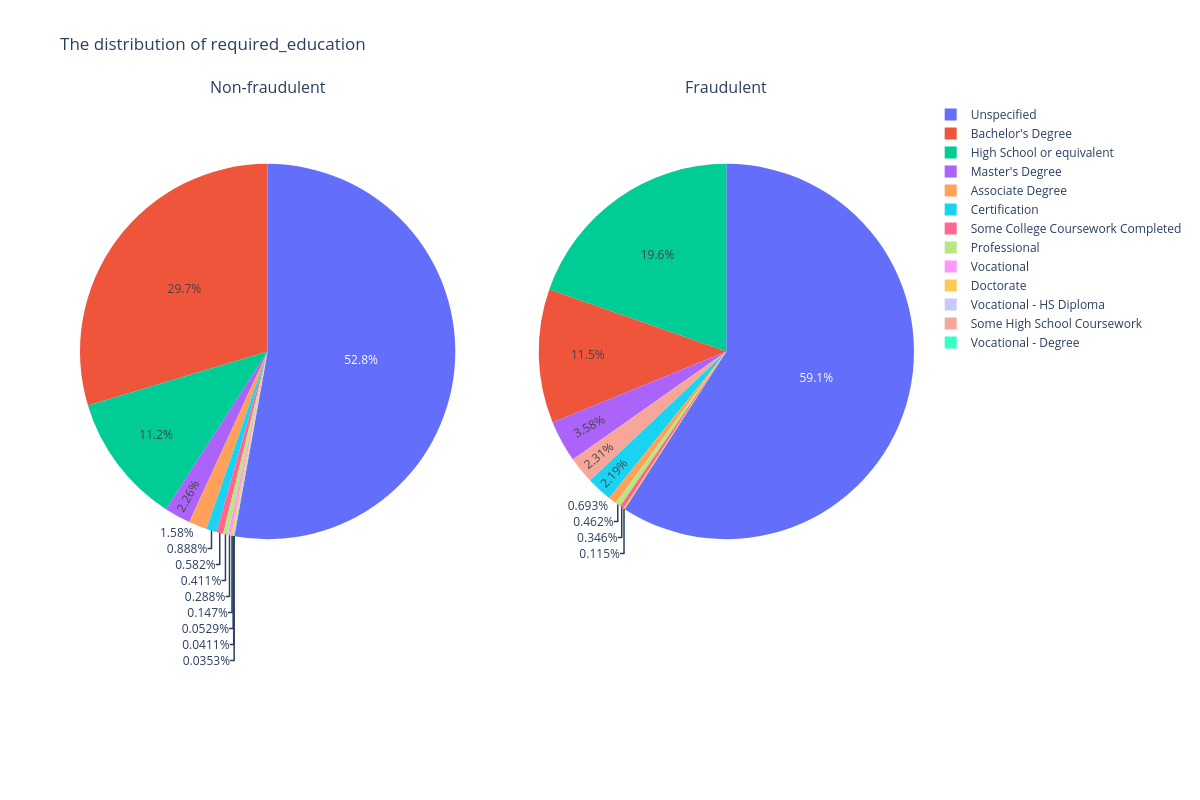 The distribution of required_education
Non-fraudulent
Fraudulent
Unspecified
Bachelor's Degree
High School or equivalent
Master's Degree
Associate Degree
Certification
Some College Coursework Completed
Professional
Vocational
Doctorate
Vocational - HS Diploma
Some High School Coursework
Vocational - Degree
29.7%
52.8%
11.2%
2.26%
1.58%
0.888%
0.582%
0.411%
0.288%
0.147%
0.0529%
0.0411%
0.0353%
19.6%
11.5%
59.1%
3.58%
2.31%
2.19%
0.693%
0.462%
0.346%
0.115%